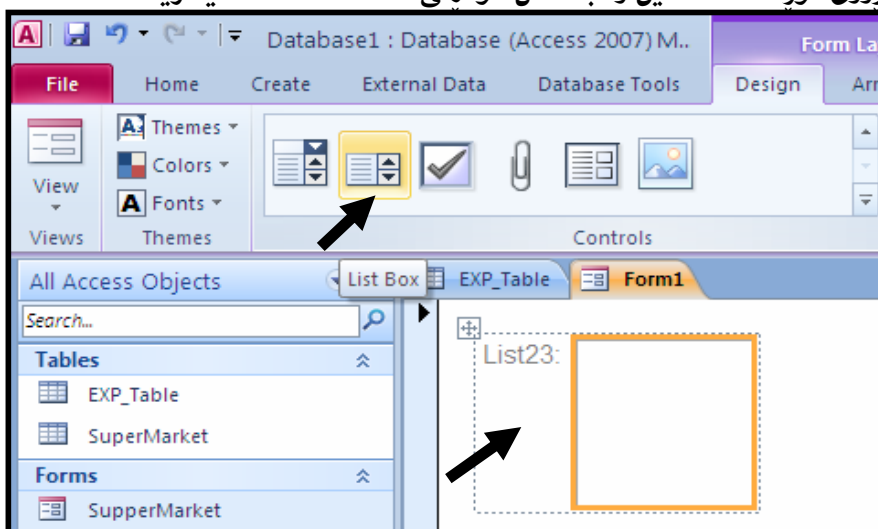 Database1 : Database (Access 2007) M..
Form La
File Home Create External Data Database Tools Design Arr
Themes
Colors
Fonts
View
Views Themes Controls
List Box
All Access Objects
EXP_Table Form1
Search...
List23:
Tables
EXP_Table
SuperMarket
Forms
SupperMarket